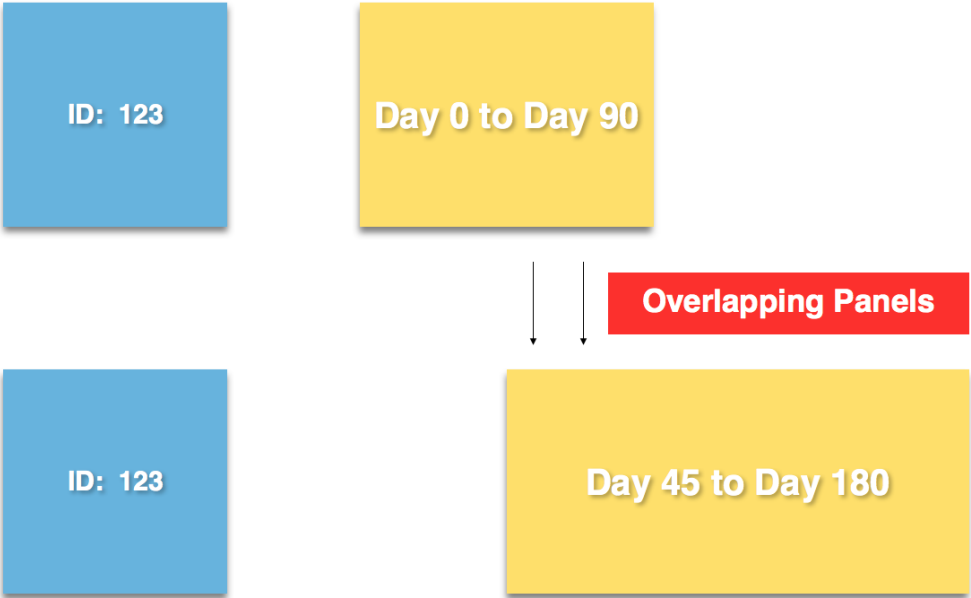 ID:  123
Day 0 to Day 90
Overlapping Panels
ID:  123
Day 45 to Day 180